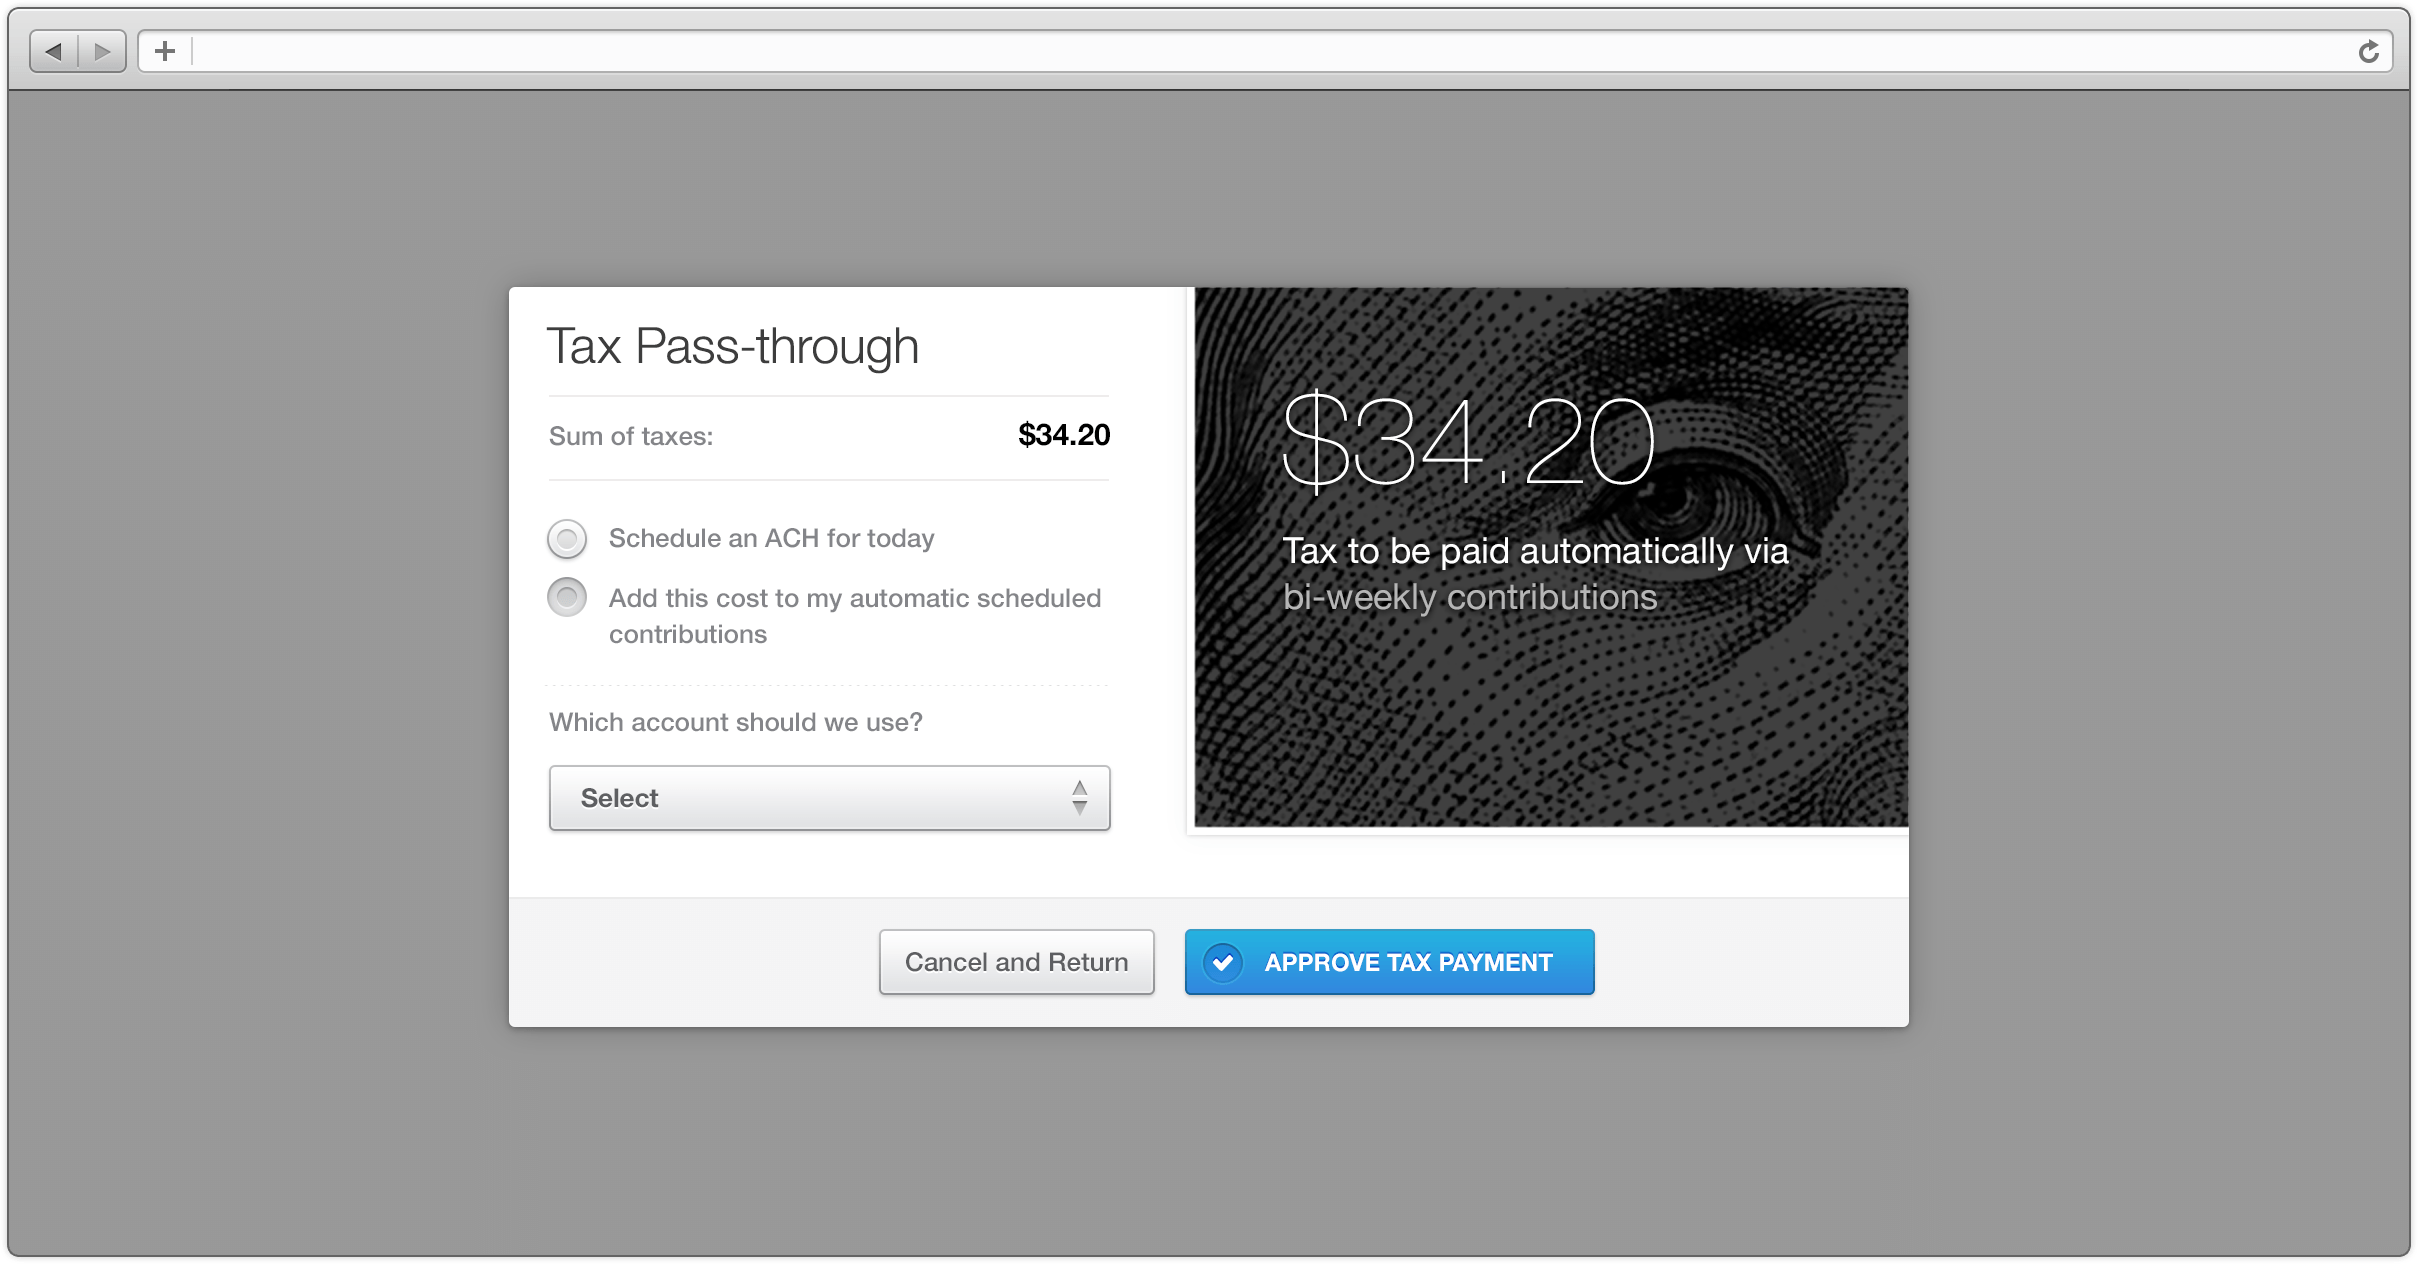 Tax Pass-through
Sum of taxes: $34.20
Schedule an ACH for today
Add this cost to my automatic scheduled
contributions
Which account should we use?
Select
$34.20
Tax to be paid automatically via
bi-weekly contributions
Cancel and Return
APPROVE TAX PAYMENT